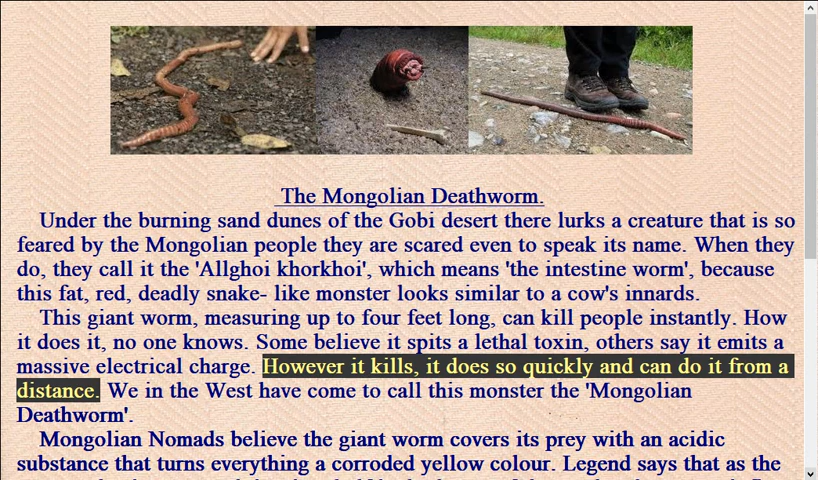 The Mongolian Deathworm.
Under the burning sand dunes of the Gobi desert there lurks a creature that is so
feared by the Mongolian people they are scared even to speak its name. When they
do, they call it the 'Allghoi khorkhoi', which means 'the intestine worm', because
this fat, red, deadly snake- like monster looks similar to a cow's innards.
This giant worm, measuring up to four feet long, can kill people instantly. How
it does it, no one knows. Some believe it spits a lethal toxin, others say it emits a
massive electrical charge. However it kills, it does so quickly and can do it from a
distance. We in the West have come to call this monster the 'Mongolian
Deathworm'.
Mongolian Nomads believe the giant worm covers its prey with an acidic
substance that turns everything a corroded yellow colour. Legend says that as the